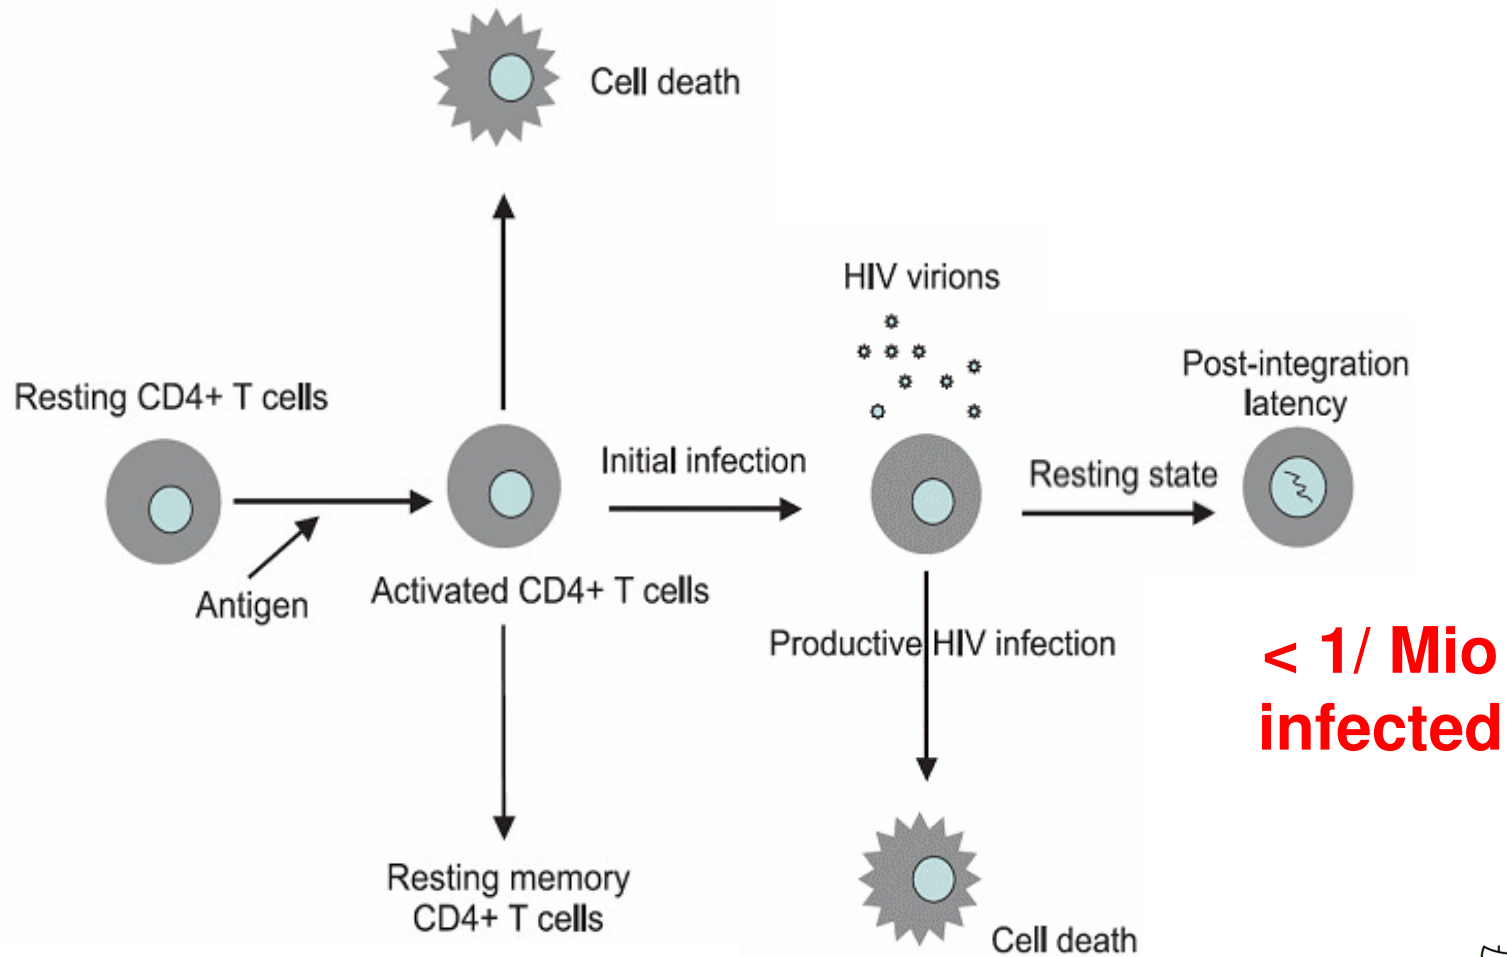 Cell death
HIV virions
Post-integration
latency
Resting CD4+ T cells
Initial infection
Resting state
Antigen
Activated CD4+ T cells
Productive HIV infection
< 1/ Mio
infected
Resting memory
CD4+ T cells
Cell death